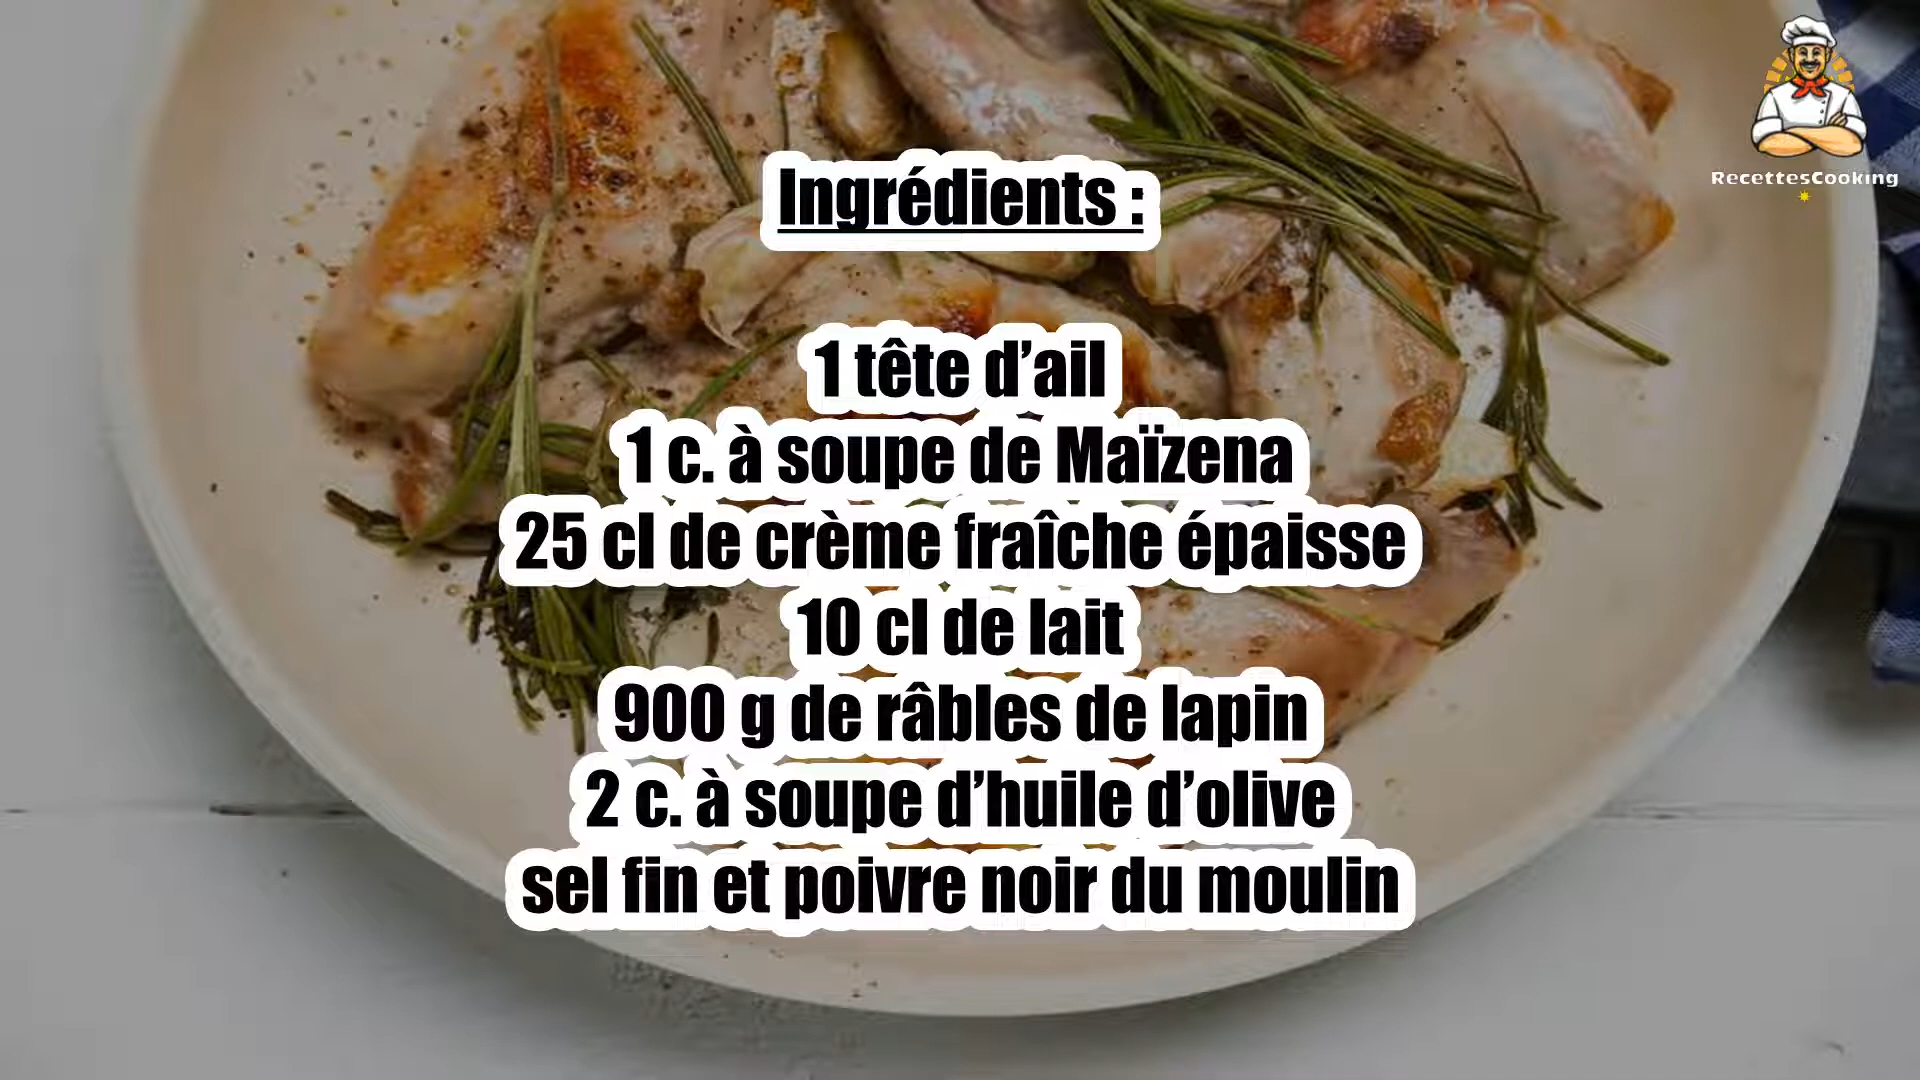 RecettesCooking
Ingrédients :
1 tête d’ail
1 c. à soupe de Maïzena
25 cl de crème fraîche épaisse
10 cl de lait
900 g de râbles de lapin
2 c. à soupe d’huile d’olive
sel fin et poivre noir du moulin